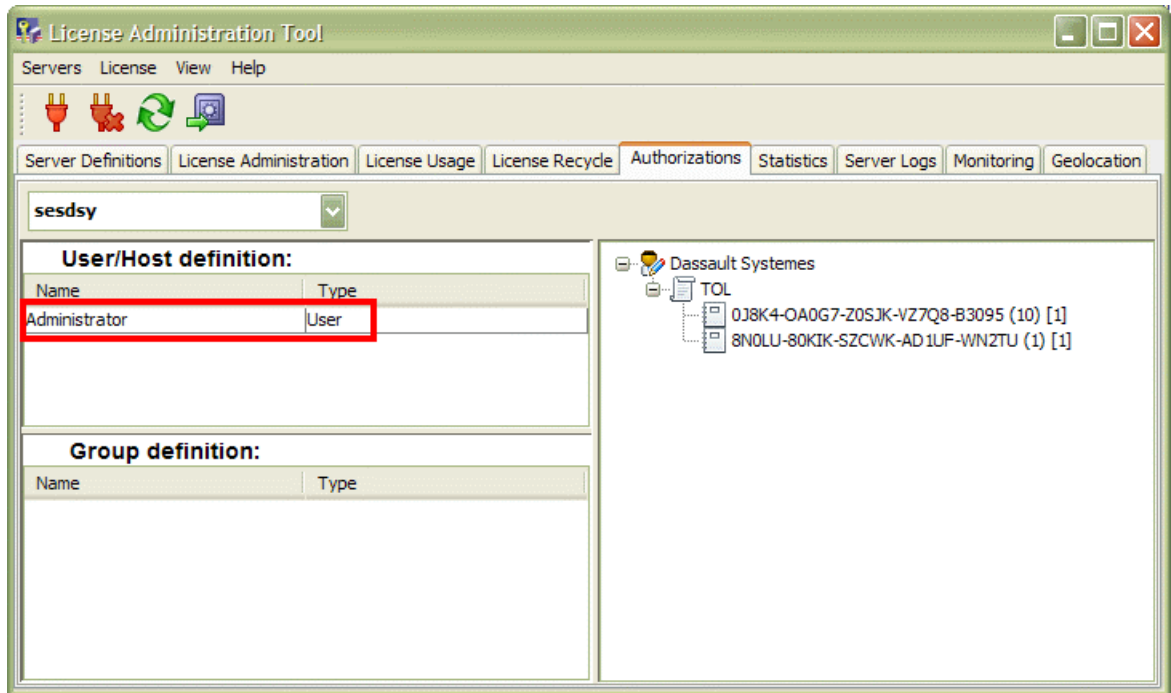 License Administration Tool
Servers License View Help
Server Definitions License Administration License Usage License Recycle Authorizations Statistics Server Logs Monitoring Geolocation
sesdsy
User/Host definition:
Name Type
Administrator User
Group definition:
Name Type
Dassault Systemes
TOL
0J8K4-OA0G7-Z0SJK-VZ7Q8-B3095 (10) [1]
8N0LU-80KIK-SZCWK-AD1UF-WN2TU (1) [1]